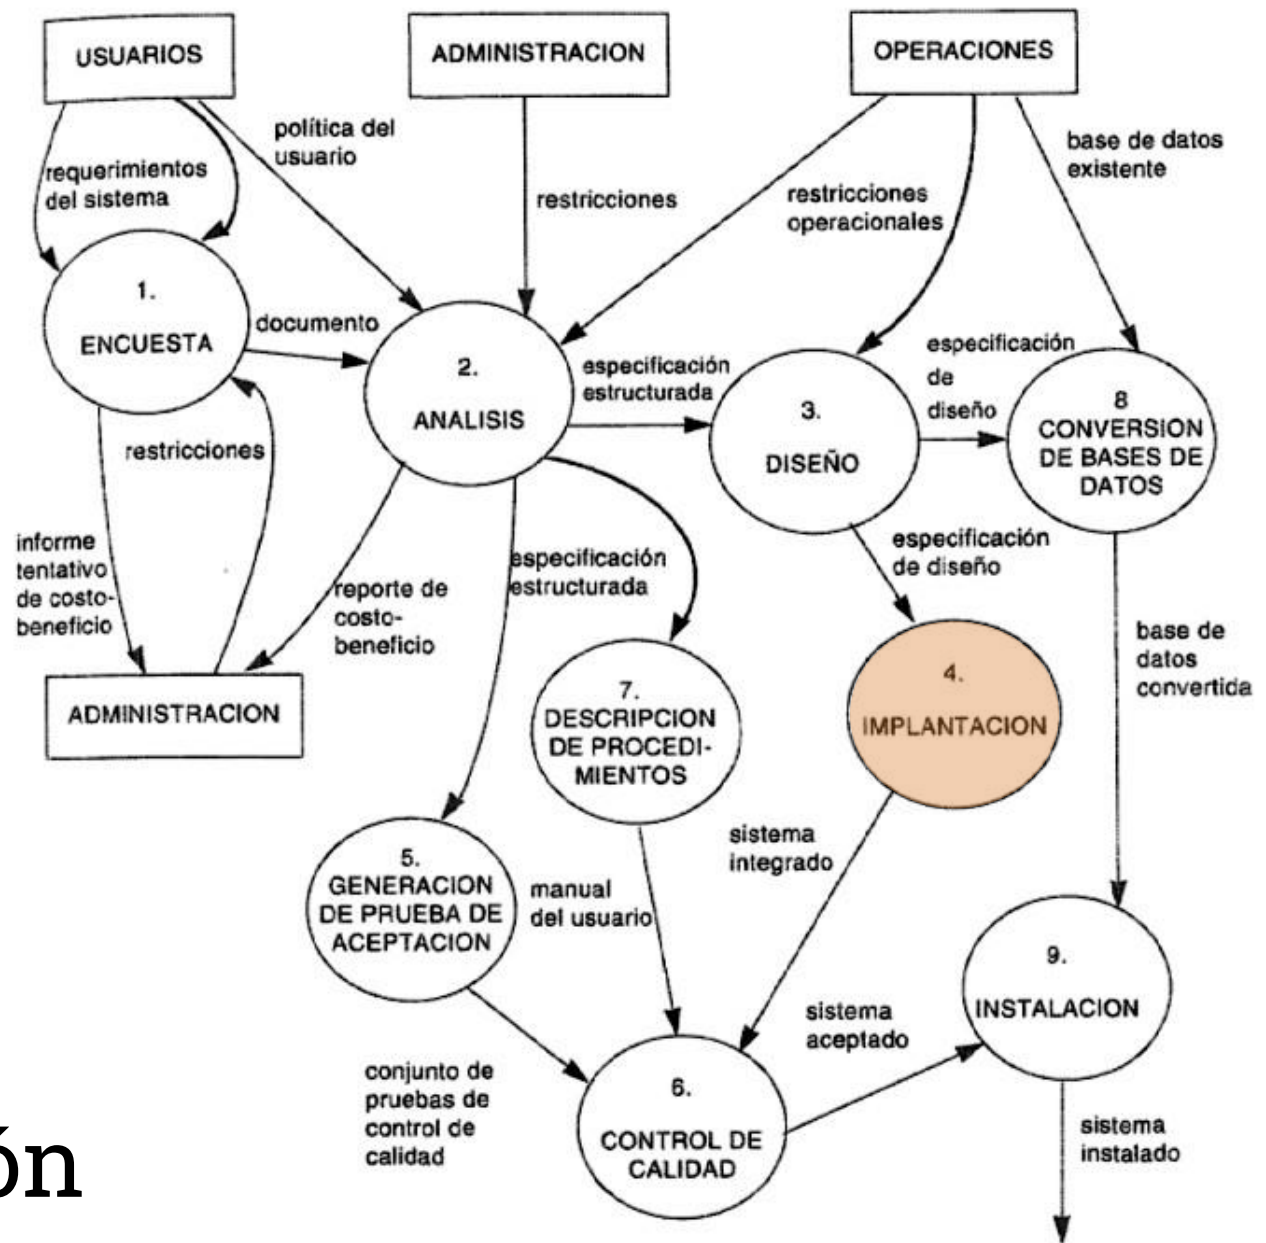 USUARIOS
ADMINISTRACION
OPERACIONES
política del
usuario
requerimientos
del sistema
restricciones
restricciones
operacionales
base de datos
existente
1.
ENCUESTA
documento
2.
ANALISIS
especificación
estructurada
3.
DISEÑO
especificación
de
diseño
8
CONVERSION
DE BASES DE
DATOS
restricciones
informe
tentativo
de costo-
beneficio
reporte de
costo-
beneficio
especificación
estructurada
especificación
de diseño
ADMINISTRACION
7.
DESCRIPCION
DE PROCEDI-
MIENTOS
4.
IMPLANTACION
base de
datos
convertida
5.
GENERACION
DE PRUEBA DE
ACEPTACION
manual
del usuario
sistema
integrado
9.
INSTALACION
conjunto de
pruebas de
control de
calidad
6.
CONTROL DE
CALIDAD
sistema
aceptado
sistema
instalado
ón